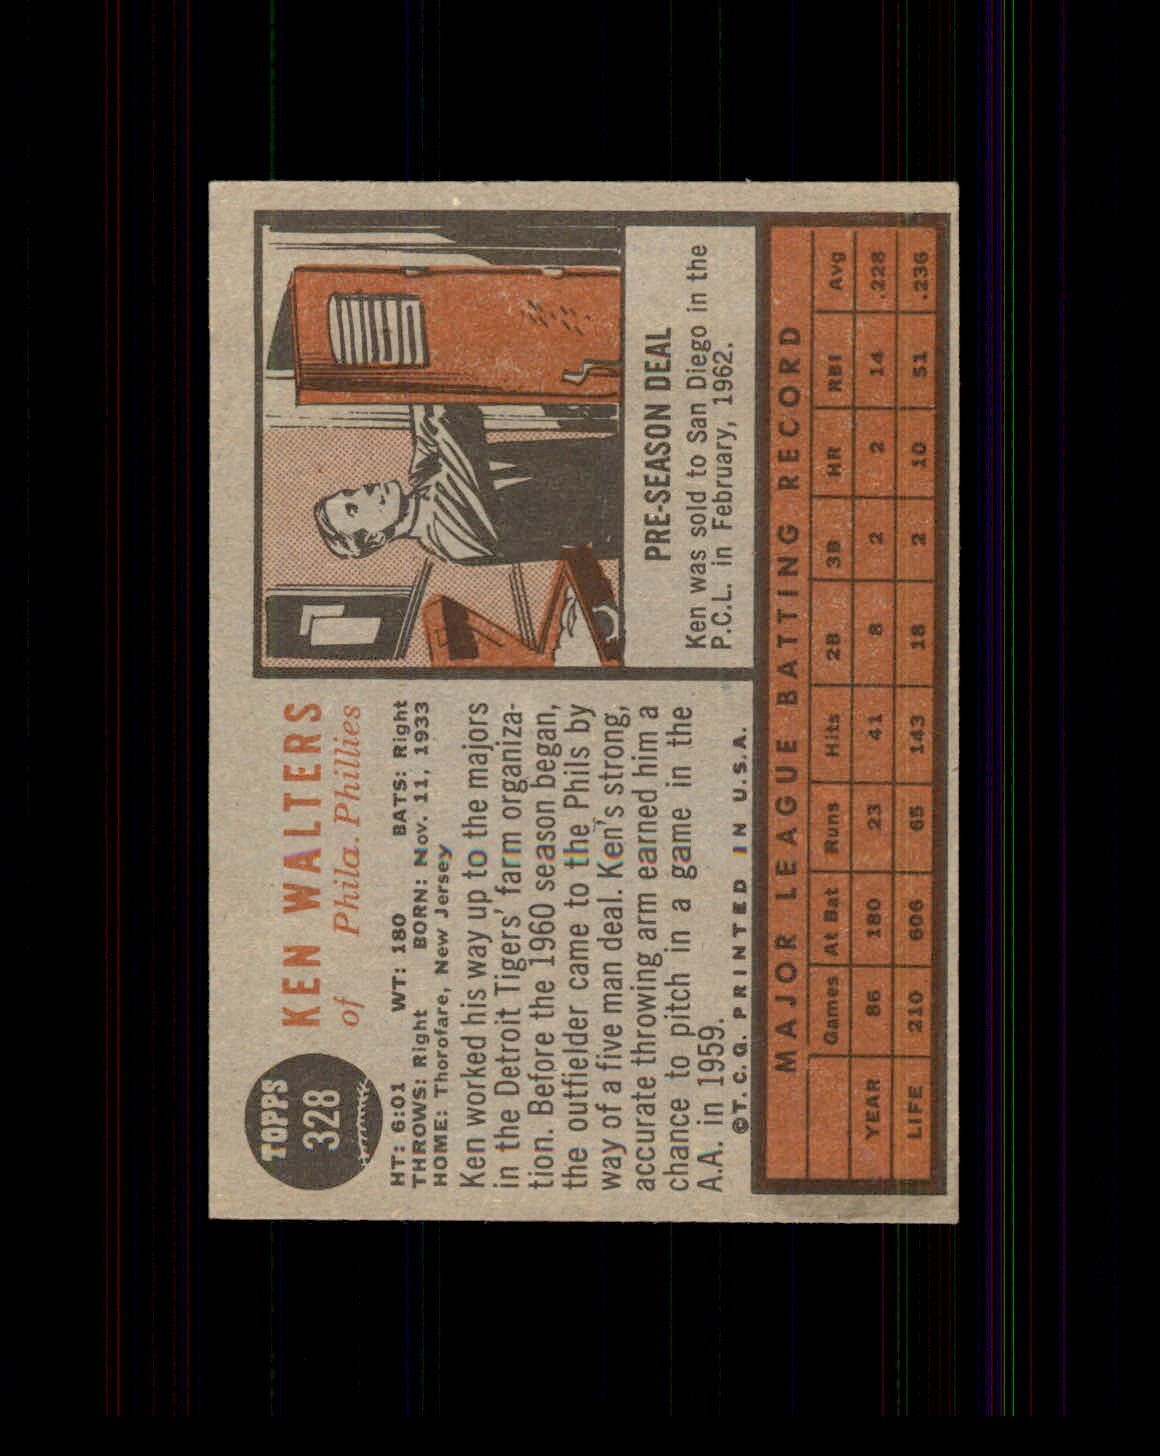 TOPPS
328
KEN WALTERS
of Phila. Phillies
HT: 6:01 WT: 180 BATS: Right
THROWS: Right BORN: Nov. 11, 1933
HOME: Thorofare, New Jersey
Ken worked his way up to the majors
in the Detroit Tigers' farm organiza-
tion. Before the 1960 season began,
the outfielder came to the Phils by
way of a five man deal. Ken's strong,
accurate throwing arm earned him a
chance to pitch in a game in the
A.A. in 1959.
©T.C.G. PRINTED IN U.S.A.
PRE-SEASON DEAL
Ken was sold to San Diego in the
P.C.L. in February, 1962.
MAJOR LEAGUE BATTING RECORD
Games At Bat Runs Hits 2B 3B HR RBI Avg
YEAR 86 180 23 41 8 2 2 14 .228
LIFE 210 606 65 143 18 2 10 51 .236